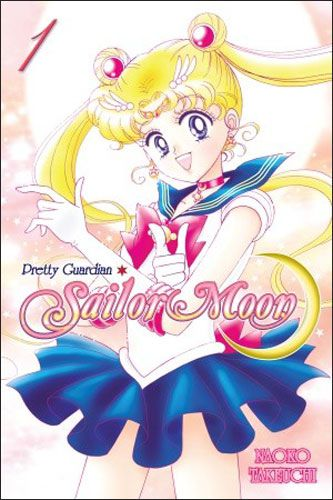 1
Pretty Guardian *
Sailor Moon
NAOKO
TAKEUCHI